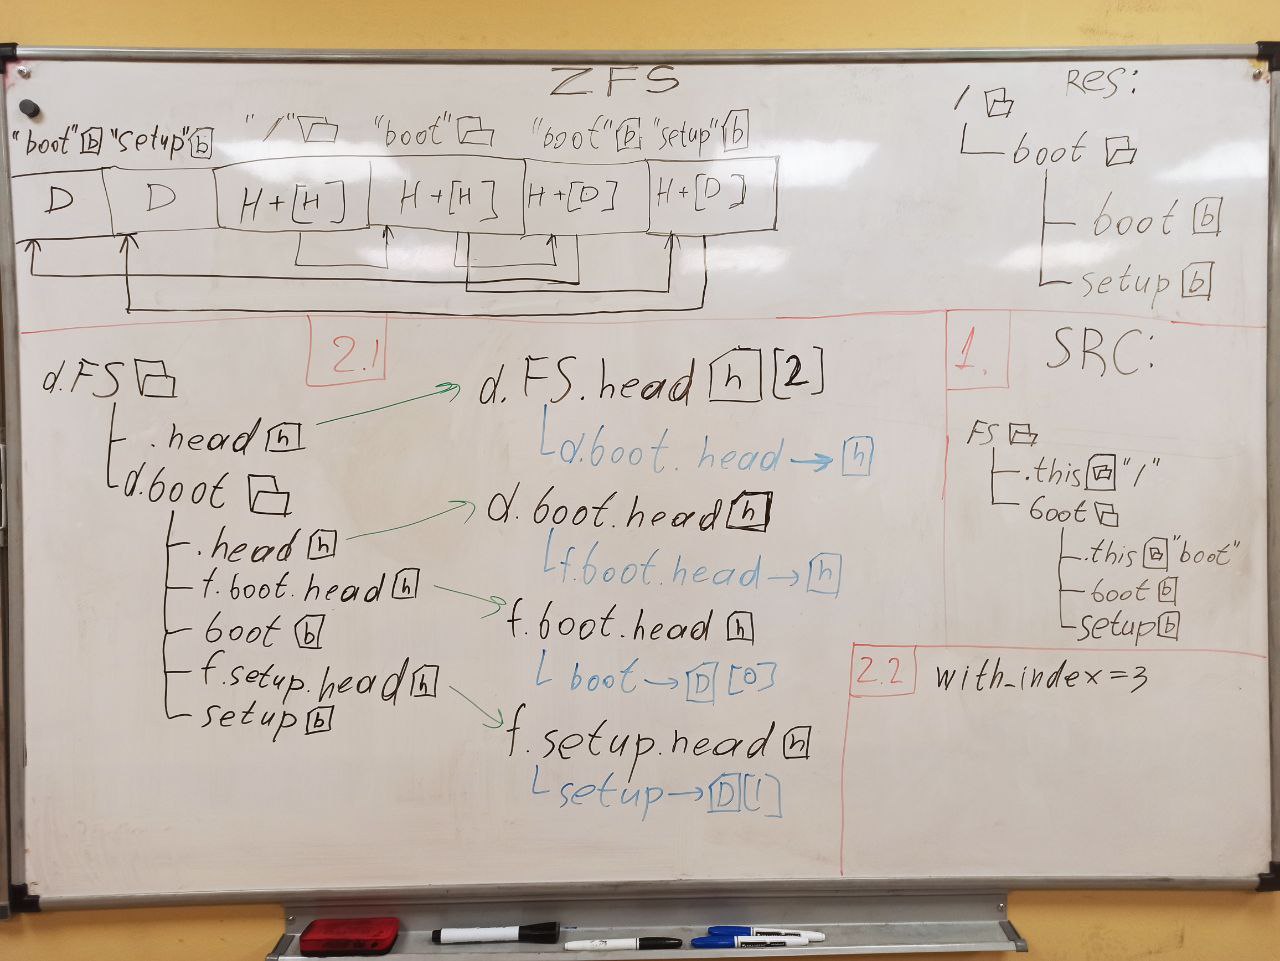 ZFS
"boot" b "setup" b "/" "boot" "boot" b "setup" b
D D H+[H] H+[H] H+[D] H+[D]
Res:
/
boot
boot b
setup b
2.1
d.FS
.head h
d.boot
.head h
f.boot.head h
boot b
f.setup.head h
setup b
d.FS.head h [2]
d.boot.head → h
d.boot.head h
f.boot.head → h
f.boot.head h
boot → D [0]
f.setup.head h
setup → D [1]
1. SRC:
FS
.this "/"
boot
.this "boot"
boot b
setup b
2.2 with_index=3